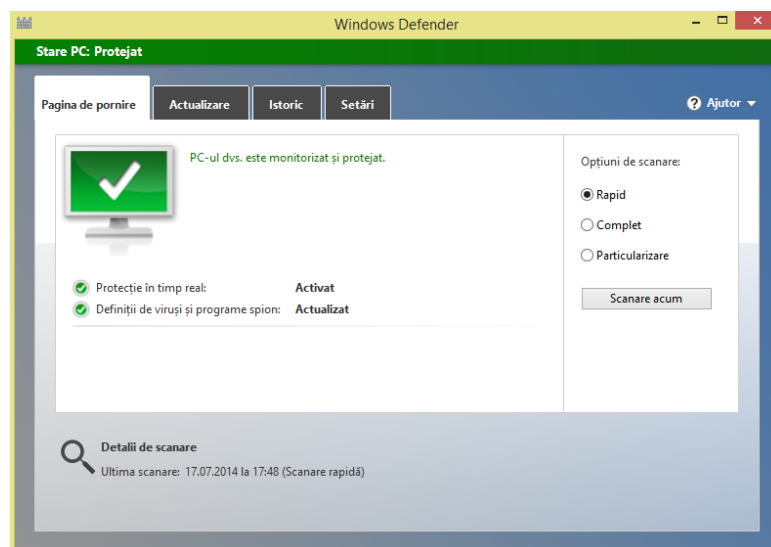 Windows Defender
Stare PC: Protejat
Pagina de pornire
Actualizare
Istoric
Setări
Ajutor
PC-ul dvs. este monitorizat și protejat.
Protecție în timp real: Activat
Definiții de viruși și programe spion: Actualizat
Opțiuni de scanare:
Rapid
Complet
Particularizare
Scanare acum
Detalii de scanare
Ultima scanare: 17.07.2014 la 17:48 (Scanare rapidă)